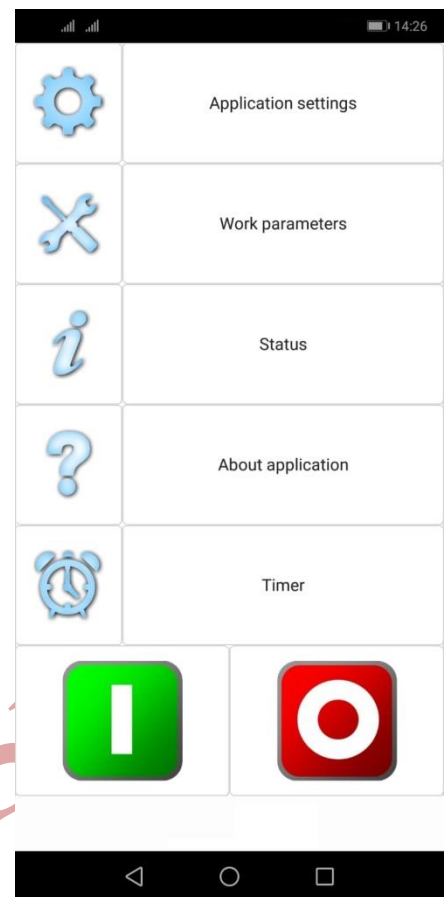 14:26
Application settings
Work parameters
Status
About application
Timer